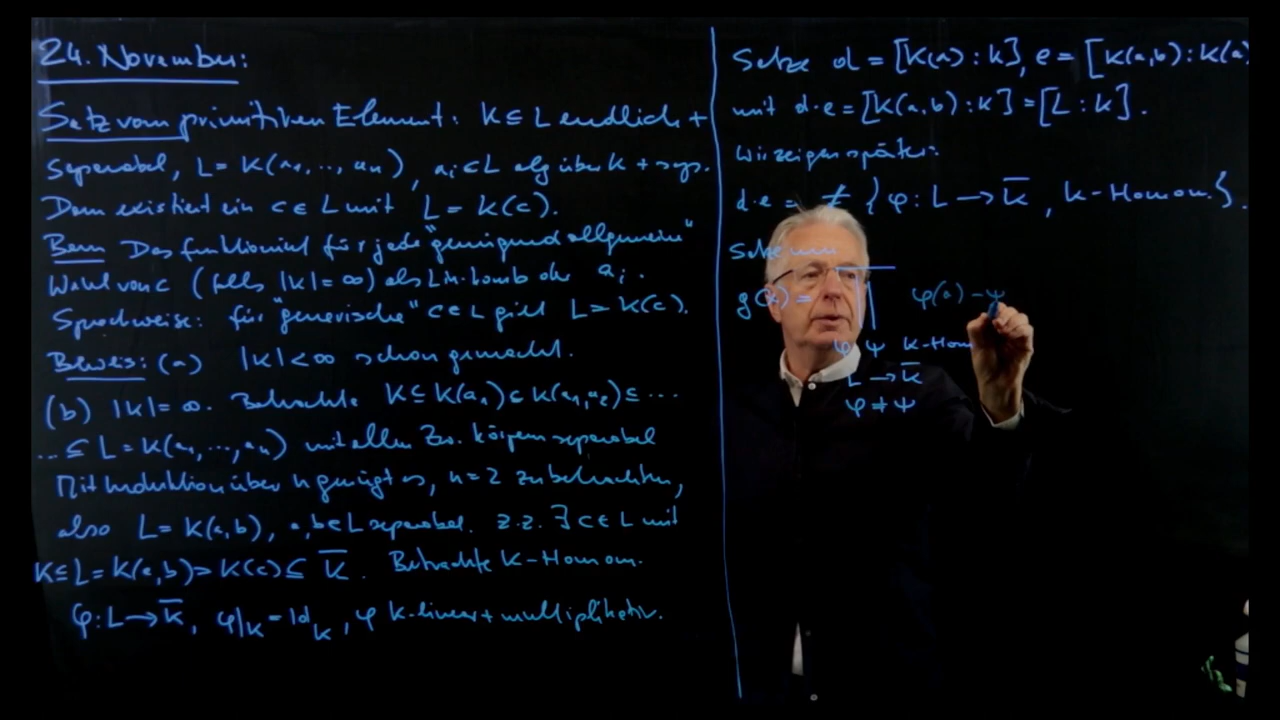 24. November:
Satz vom primitiven Element: K ⊆ L endlich +
separabel, L = K(a₁, .., aₙ), aᵢ ∈ L alg über K + sep.
Dann existiert ein c ∈ L mit L = K(c).
Bem Das funktioniert für jede "genügend allgemeine"
Wahl von c (falls |K| = ∞) als Lin. komb der aᵢ.
Sprechweise: für "generische" c ∈ L gilt L = K(c).
Beweis: (a) |K| < ∞ schon gemacht.
(b) |K| = ∞. Betrachte K ⊆ K(a₁) ⊆ K(a₁,a₂) ⊆ ...
... ⊆ L = K(a₁, ..., aₙ) mit allen Zw. körpern separabel
Mit Induktion über n genügt es, n = 2 zu betrachten,
also L = K(a,b), a,b ∈ L separabel. z.z. ∃ c ∈ L mit
K ⊆ L = K(a,b) = K(c) ⊆ K̅. Betrachte K-Homom.
φ: L → K̅, φ|_K = Id_K, φ K-linear + multiplikativ.
Setze d = [K(a) : K], e = [K(a,b) : K(a)
mit d·e = [K(a,b) : K] = [L : K].
Wir zeigen später:
d·e = # {φ : L → K̅, K-Homom.}.
Setze nun
g(x) = ∏ φ(a) − ψ
φ, ψ K-Hom
L → K̅
φ ≠ ψ